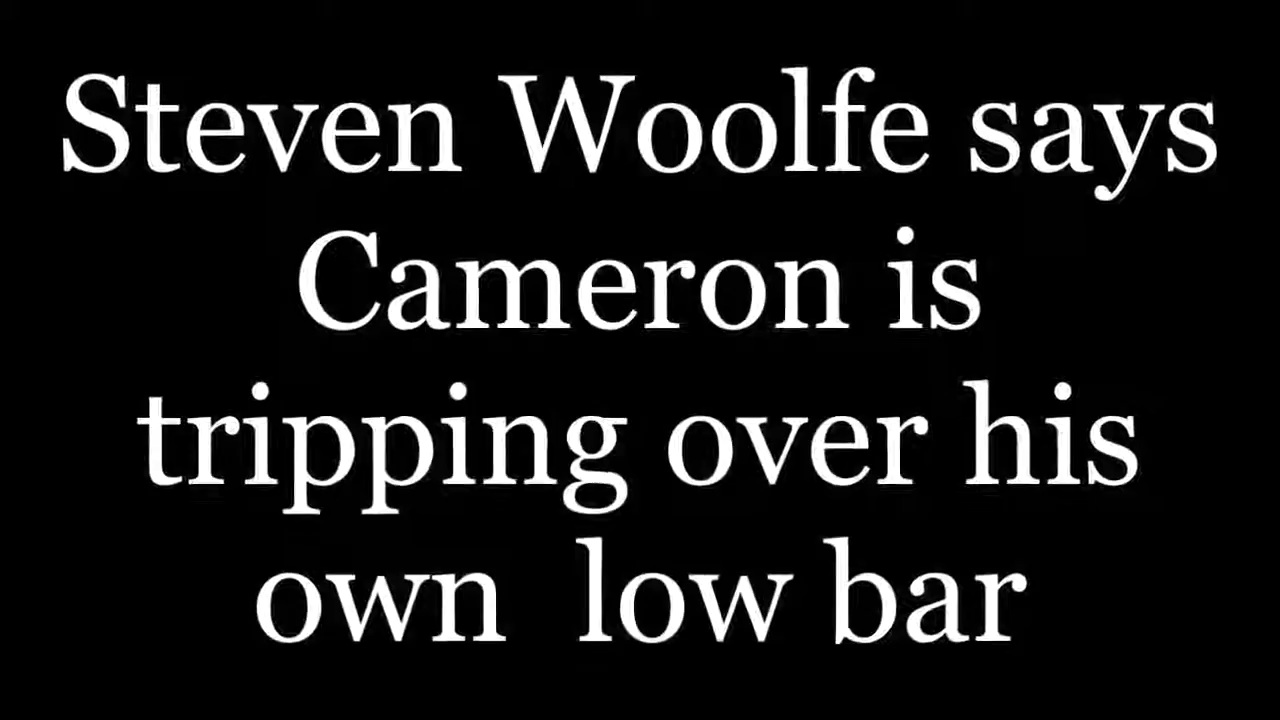 Steven Woolfe says
Cameron is
tripping over his
own  low bar